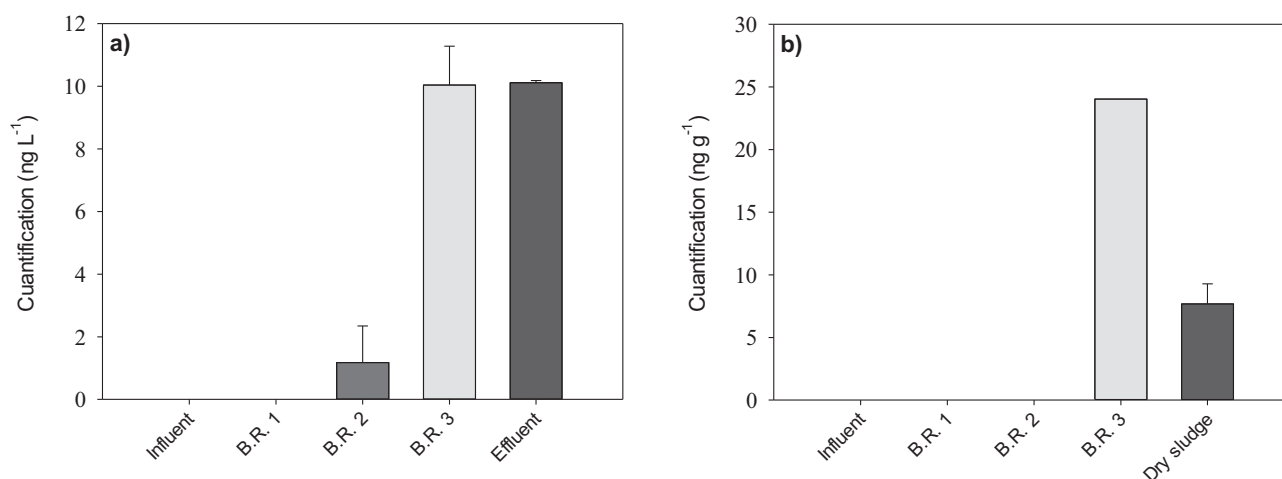 a)
Cuantification (ng L⁻¹)
12
10
8
6
4
2
0
Influent
B.R. 1
B.R. 2
B.R. 3
Effluent
b)
Cuantification (ng g⁻¹)
30
25
20
15
10
5
0
Influent
B.R. 1
B.R. 2
B.R. 3
Dry sludge